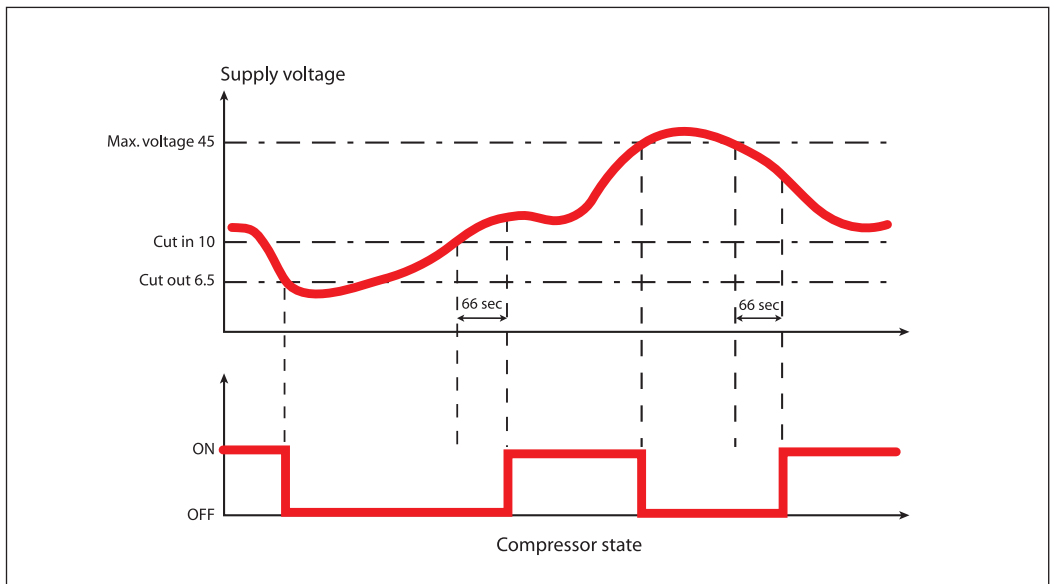 Supply voltage
Max. voltage 45
Cut in 10
Cut out 6.5
66 sec
66 sec
ON
OFF
Compressor state